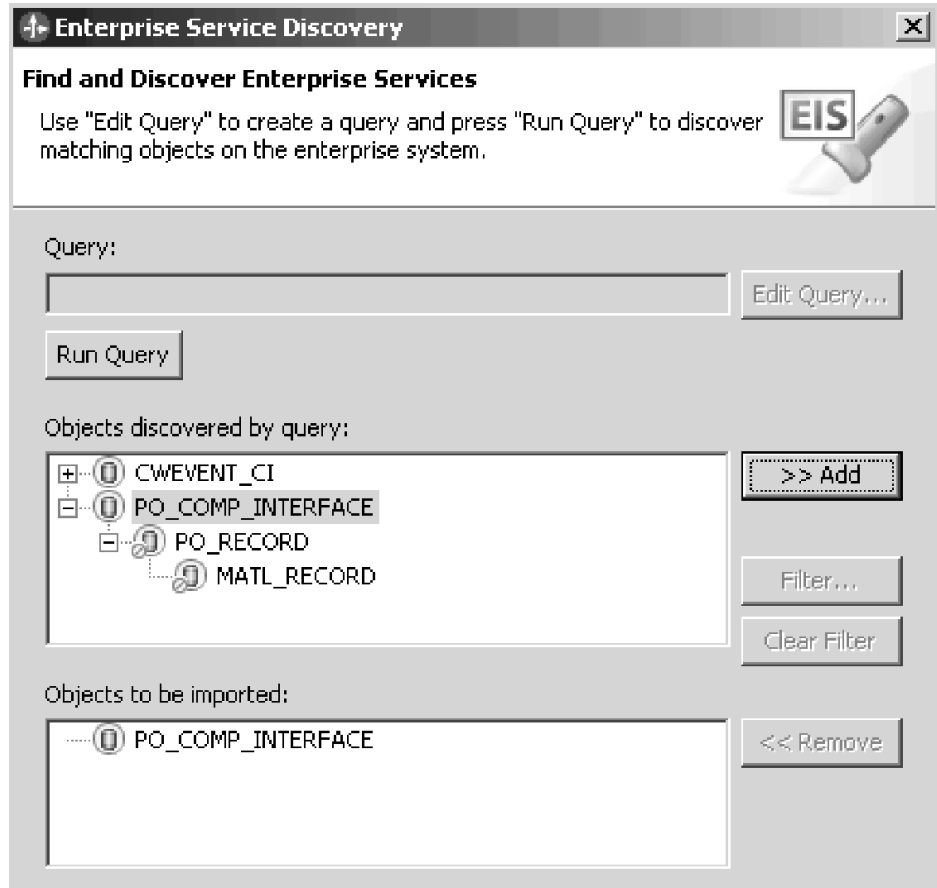 Enterprise Service Discovery
Find and Discover Enterprise Services
Use "Edit Query" to create a query and press "Run Query" to discover
matching objects on the enterprise system.
EIS
Query:
Edit Query...
Run Query
Objects discovered by query:
CWEVENT_CI
>> Add
PO_COMP_INTERFACE
PO_RECORD
MATL_RECORD
Filter...
Clear Filter
Objects to be imported:
PO_COMP_INTERFACE
<< Remove